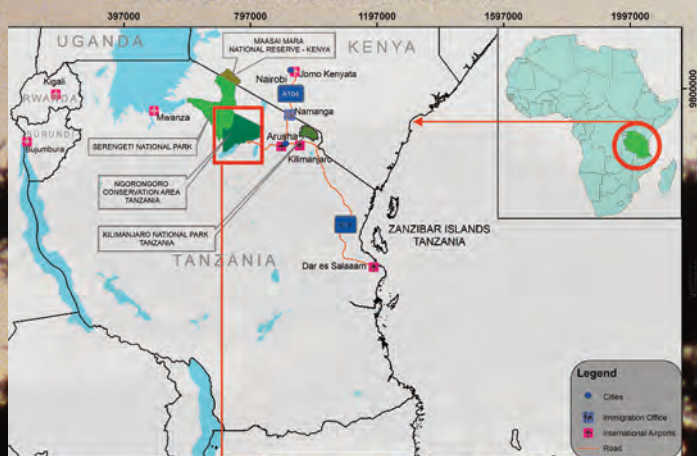 397000 797000 1197000 1597000 1997000
9800000
UGANDA
MAASAI MARA
NATIONAL RESERVE - KENYA
KENYA
Kigali
RWANDA
Nairobi
Jomo Kenyata
A104
Namanga
Mwanza
BURUNDI
Bujumbura
SERENGETI NATIONAL PARK
Arusha
Kilimanjaro
NGORONGORO
CONSERVATION AREA
TANZANIA
KILIMANJARO NATIONAL PARK
TANZANIA
ZANZIBAR ISLANDS
TANZANIA
TANZANIA
Dar es Salaaam
Legend
Cities
Immigration Office
International Airports
Road